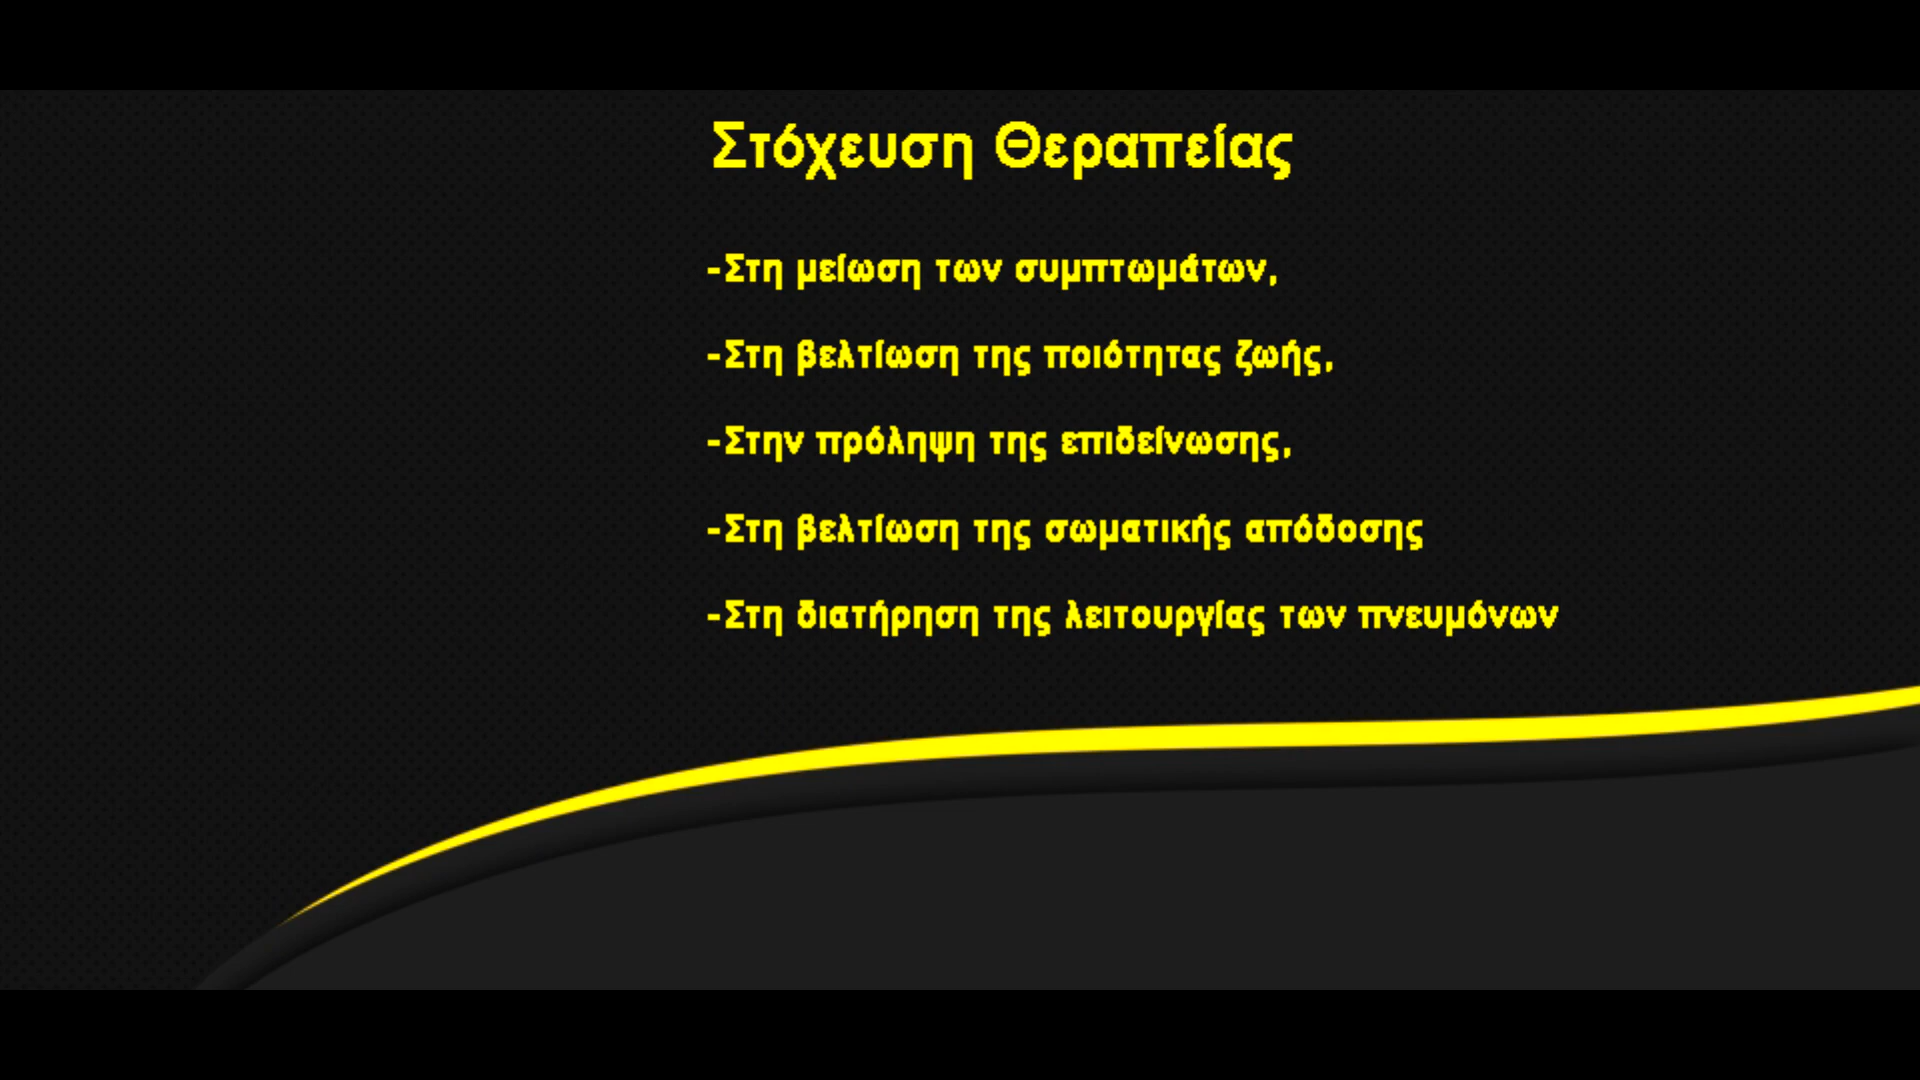 Στόχευση Θεραπείας
-Στη μείωση των συμπτωμάτων,
-Στη βελτίωση της ποιότητας ζωής,
-Στην πρόληψη της επιδείνωσης,
-Στη βελτίωση της σωματικής απόδοσης
-Στη διατήρηση της λειτουργίας των πνευμόνων